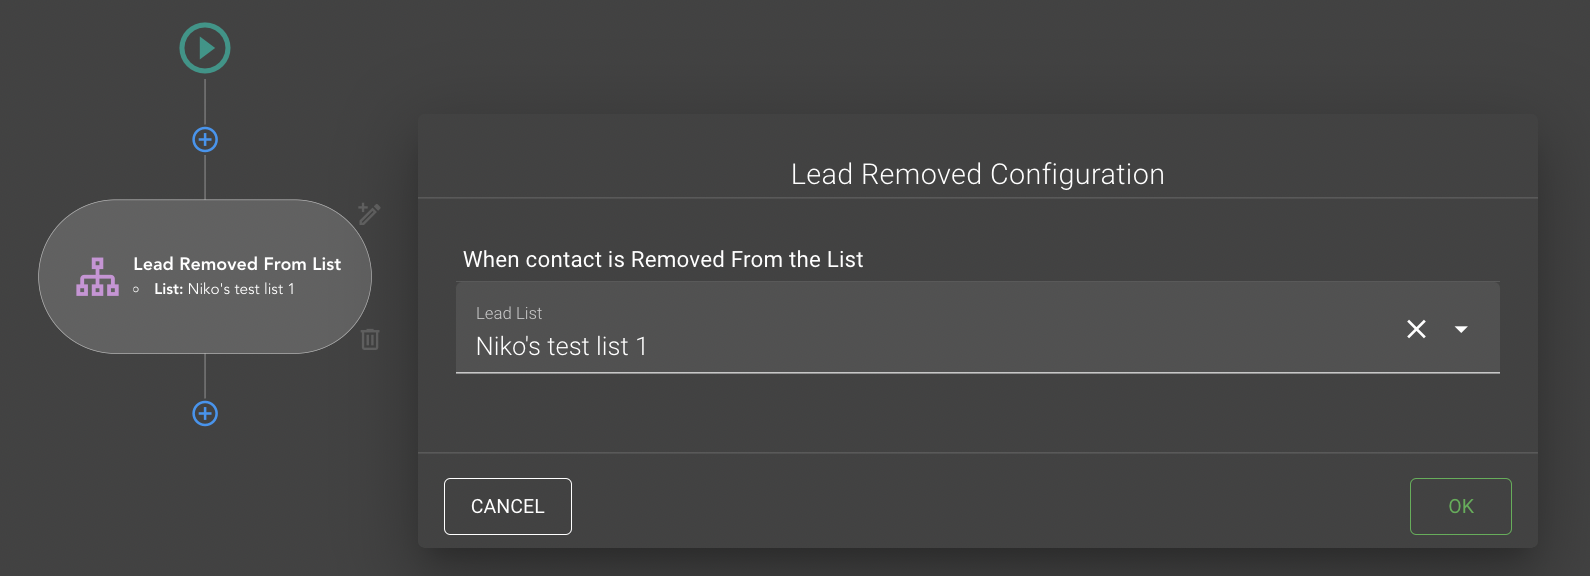 Lead Removed From List
List: Niko's test list 1
Lead Removed Configuration
When contact is Removed From the List
Lead List
Niko's test list 1
CANCEL
OK